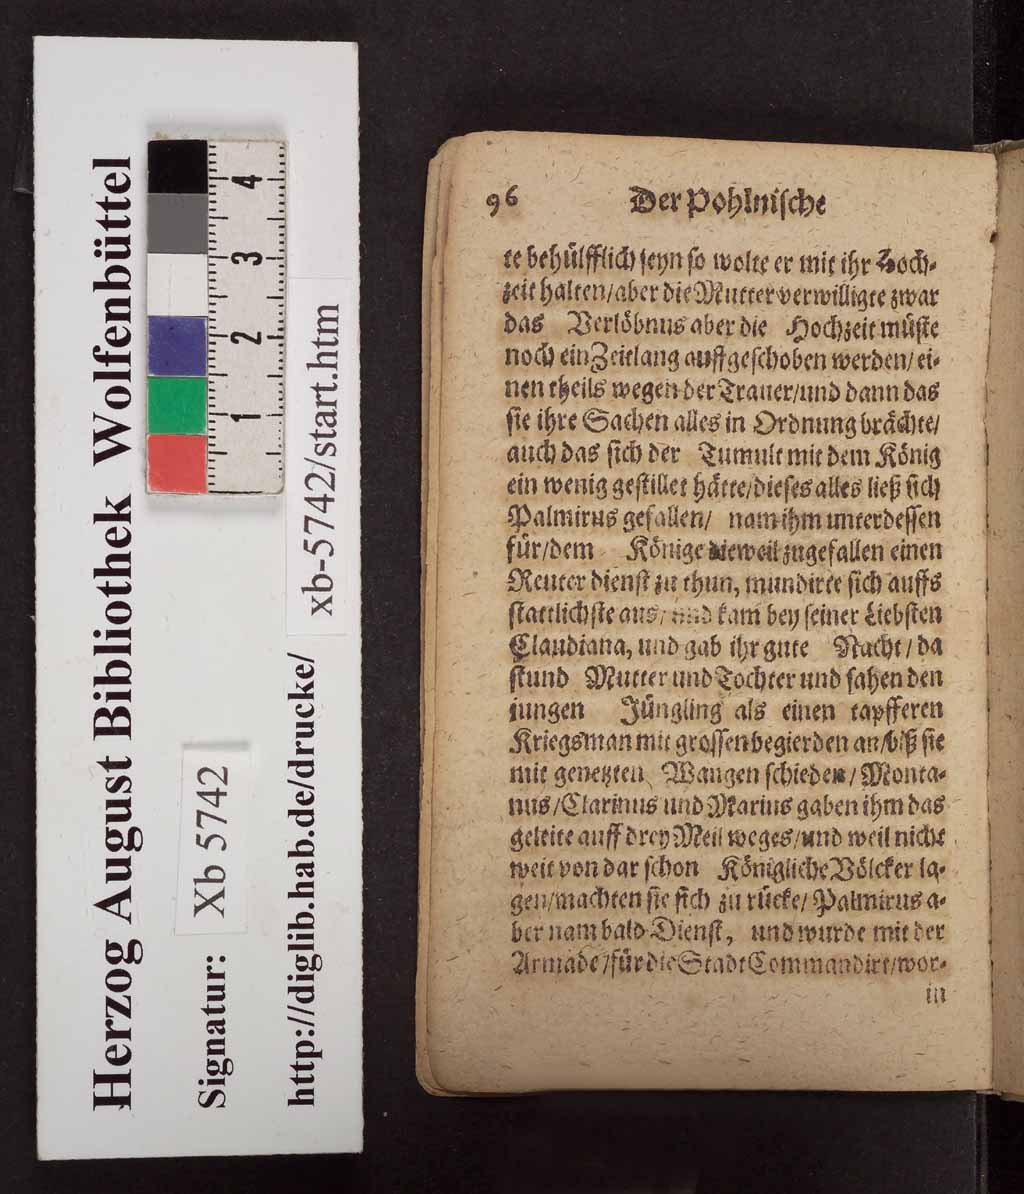 Herzog August Bibliothek Wolfenbüttel
Signatur: Xb 5742
http://diglib.hab.de/drucke/ xb-5742/start.htm
1 2 3 4
96 Der Pohlnische
te behülfflich seyn so wolte er mit ihr Hoch-
zeit halten/aber die Mutter verwilligte zwar
das Verlöbnus aber die Hochzeit müste
noch ein Zeitlang auffgeschoben werden/ ei-
nen theils wegen der Trauer/und dann das
sie ihre Sachen alles in Ordnung brächte/
auch das sich der Tumult mit dem König
ein wenig gestillet hätte/dieses alles ließ sich
Palmirus gefallen/ nam ihm unterdessen
für/dem Könige dieweil zugefallen einen
Reuter dienst zu thun, mundirte sich auffs
stattlichste aus/ und kam bey seiner Liebsten
Claudiana, und gab ihr gute Nacht/ da
stund Mutter und Tochter und sahen den
jungen Jüngling als einen tapfferen
Kriegsman mit grossen begierden an/biß sie
mit genetzten Wangen schieden/ Monta-
nus/Clarinus und Marius gaben ihm das
geleite auff drey Meil weges/und weil nicht
weit von dar schon Königliche Völcker la-
gen/machten sie sich zu rücke/ Palmirus a-
ber nam bald Dienst, und wurde mit der
Armade/für die Stadt Commandirt/wor-
in